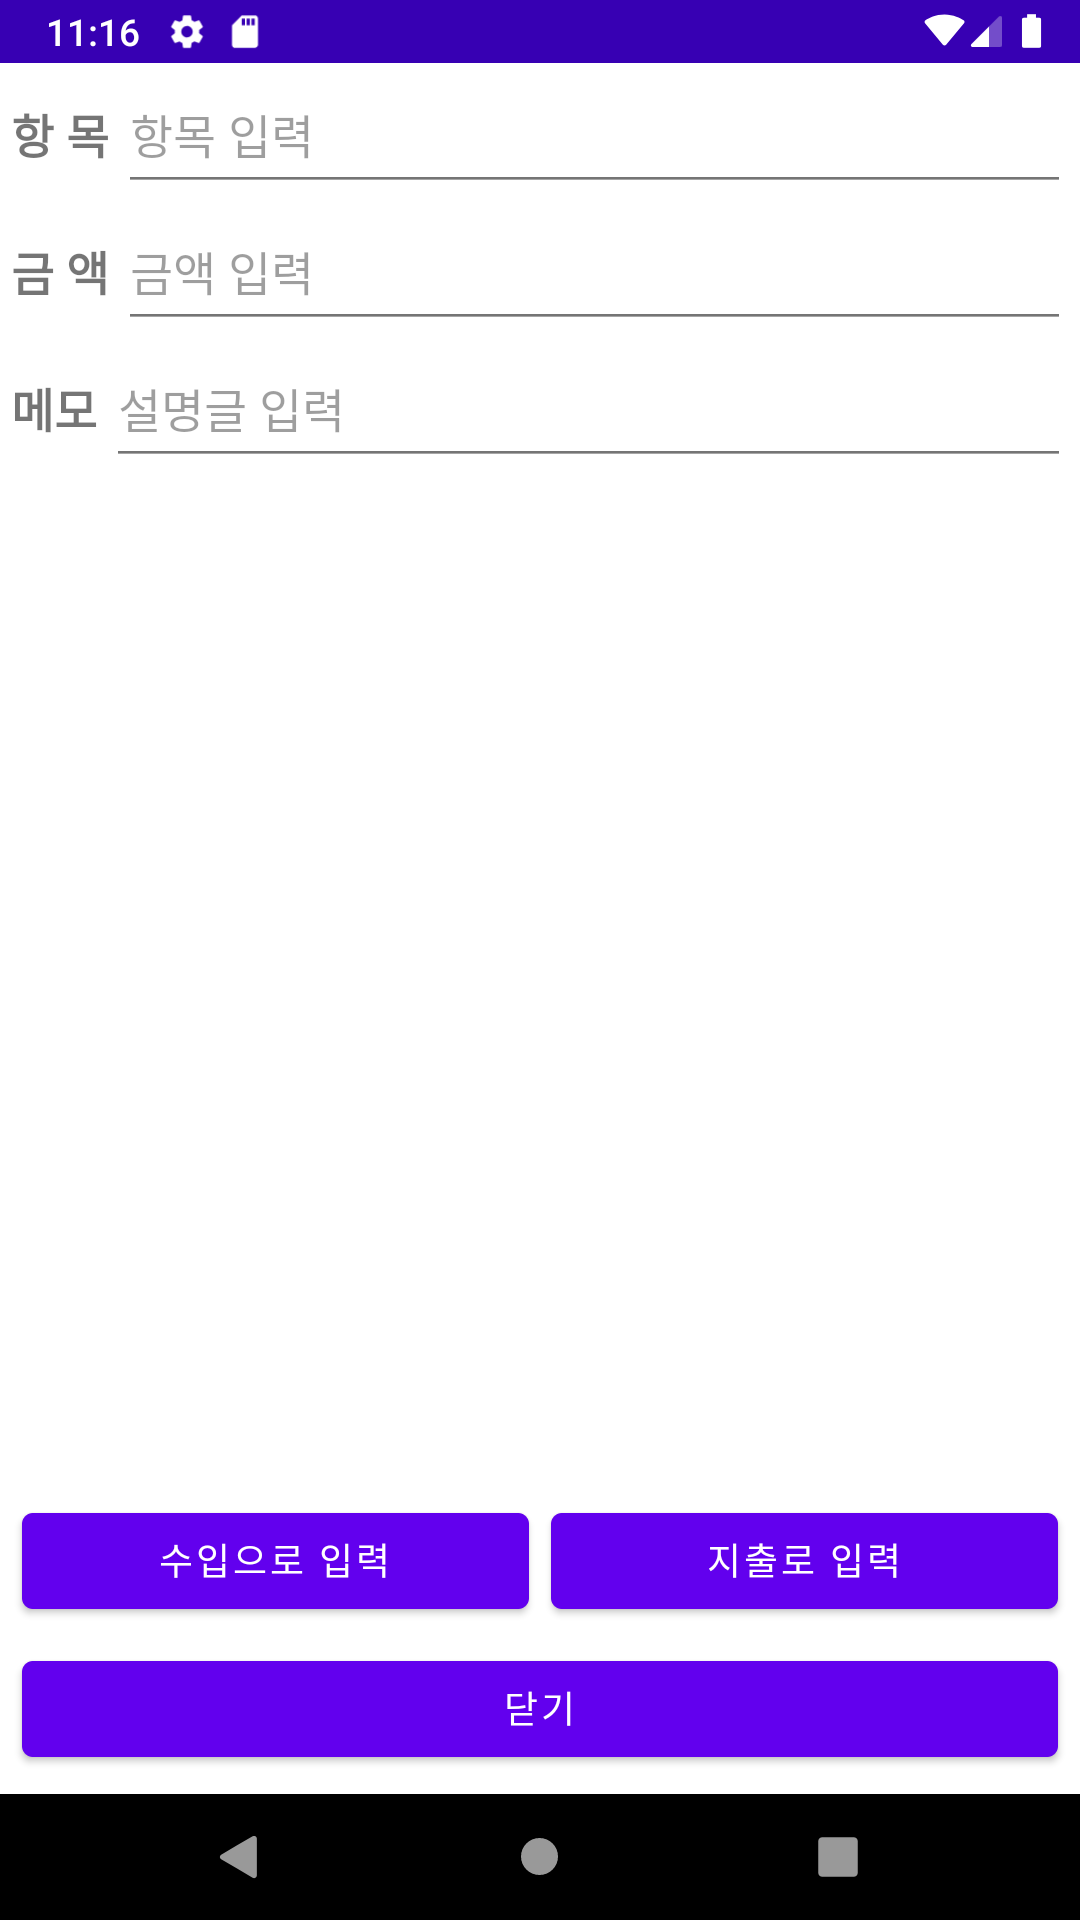 11:16
항 목 항목 입력
금 액 금액 입력
메모 설명글 입력
수입으로 입력 지출로 입력
닫기